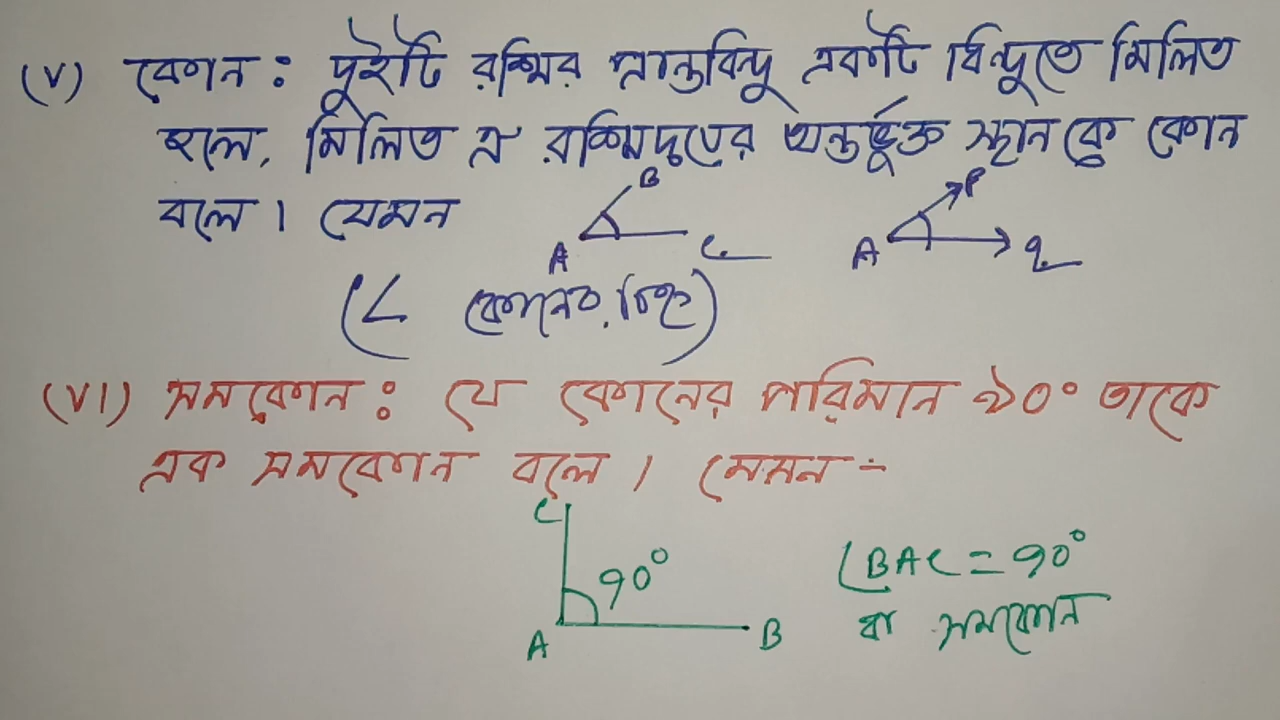 (V) কোন : দুইটি রশ্মির প্রান্তবিন্দু একটি বিন্দুতে মিলিত
হলে, মিলিত ঐ রশ্মিদ্বয়ের অন্তর্ভুক্ত স্থানকে কোন
বলে। যেমন
B
A C
P
A q
(∠ কোনের চিহ্ন)
(VI) সমকোন : যে কোনের পরিমান ৯০° তাকে
এক সমকোন বলে। যেমন -
C
90°
A B
∠BAC = 90°
বা সমকোন